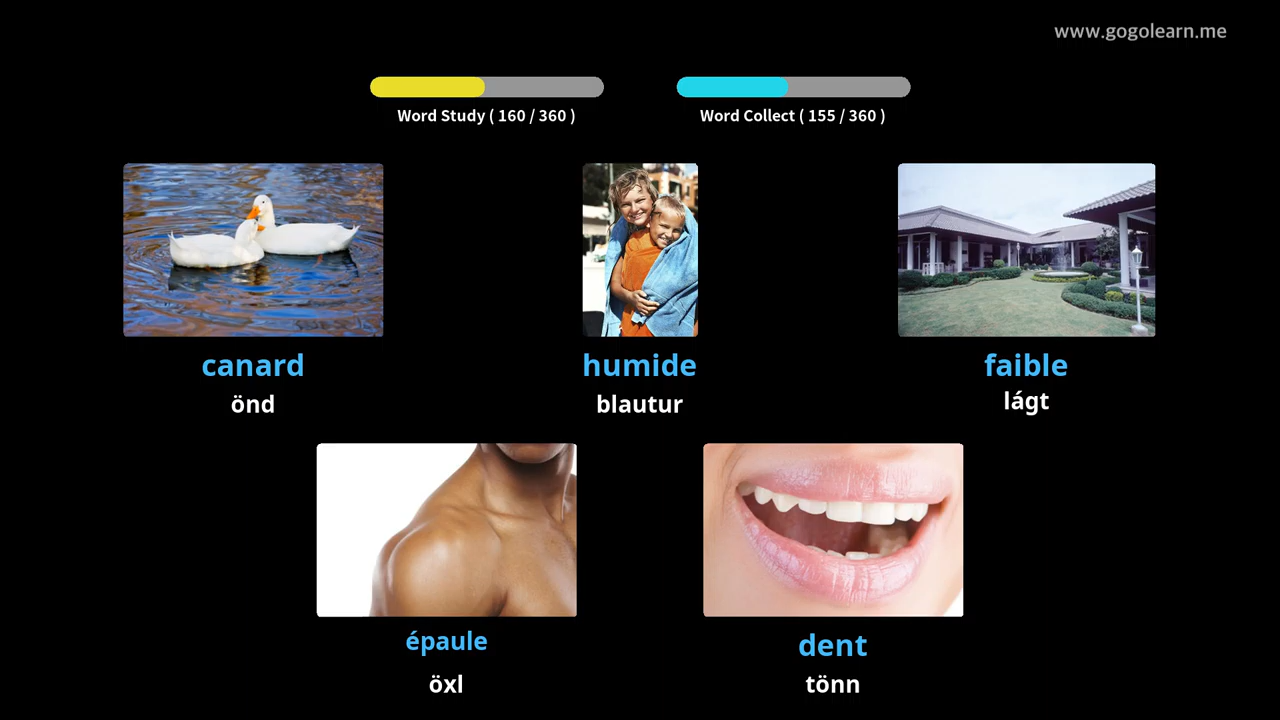 www.gogolearn.me
Word Study ( 160 / 360 )
Word Collect ( 155 / 360 )
canard
önd
humide
blautur
faible
lágt
épaule
öxl
dent
tönn